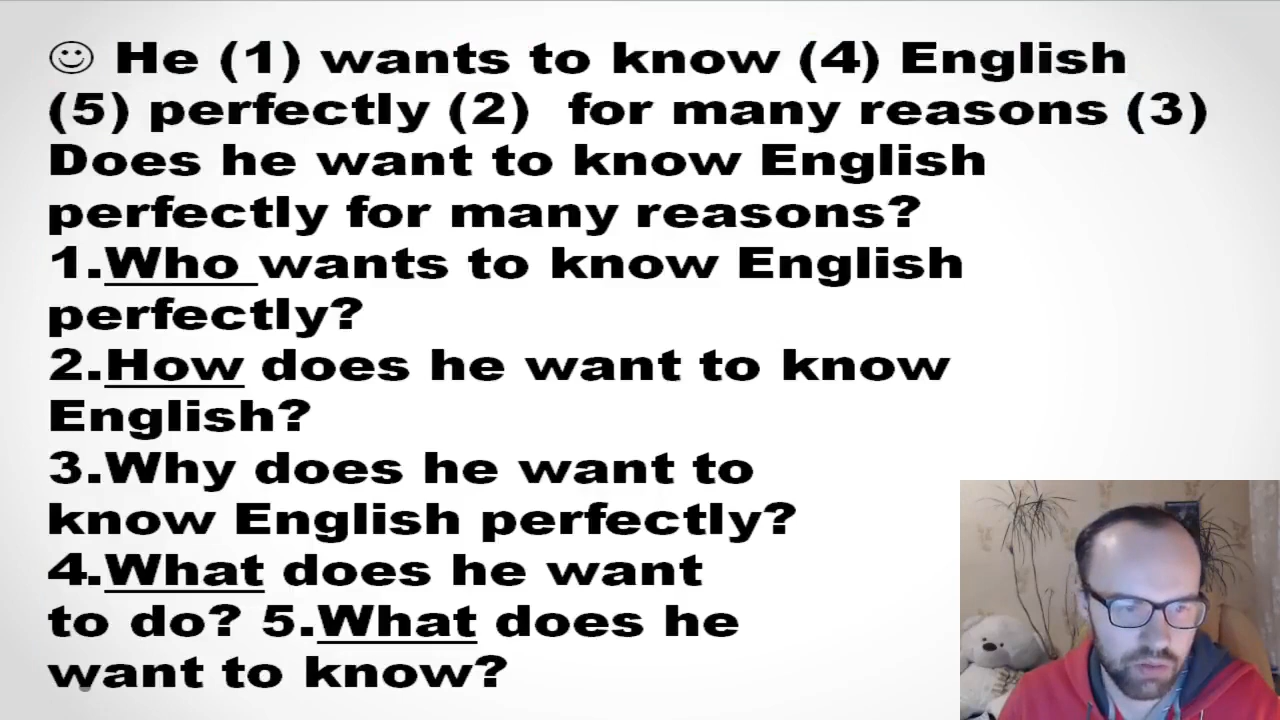 ☺ He (1) wants to know (4) English
(5) perfectly (2) for many reasons (3)
Does he want to know English
perfectly for many reasons?
1.Who wants to know English
perfectly?
2.How does he want to know
English?
3.Why does he want to
know English perfectly?
4.What does he want
to do? 5.What does he
want to know?